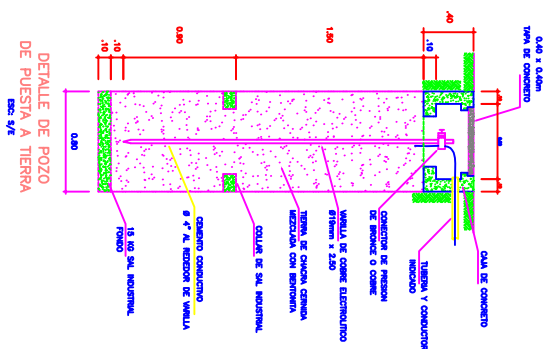 0.40 x 0.40m
TAPA DE CONCRETO
.40
.10
1.50
0.90
.10
.10
0.80
CAJA DE CONCRETO
TUBERIA Y CONDUCTOR
INDICADO
CONECTOR DE PRESION
DE BRONCE O COBRE
VARILLA DE COBRE ELECTROLITICO
Ø19mm x 2.50
TIERRA DE CHACRA CERNIDA
MEZCLADA CON BENTONITA
COLLAR DE SAL INDUSTRIAL
CEMENTO CONDUCTIVO
Ø 4" AL REDEDOR DE VARILLA
15 KG SAL INDUSTRIAL
FONDO
DETALLE DE POZO
DE PUESTA A TIERRA
ESC: S/E